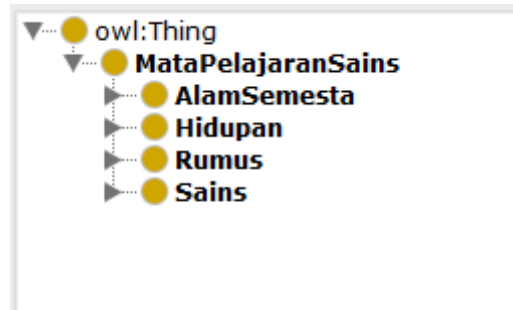 owl:Thing
MataPelajaranSains
AlamSemesta
Hidupan
Rumus
Sains